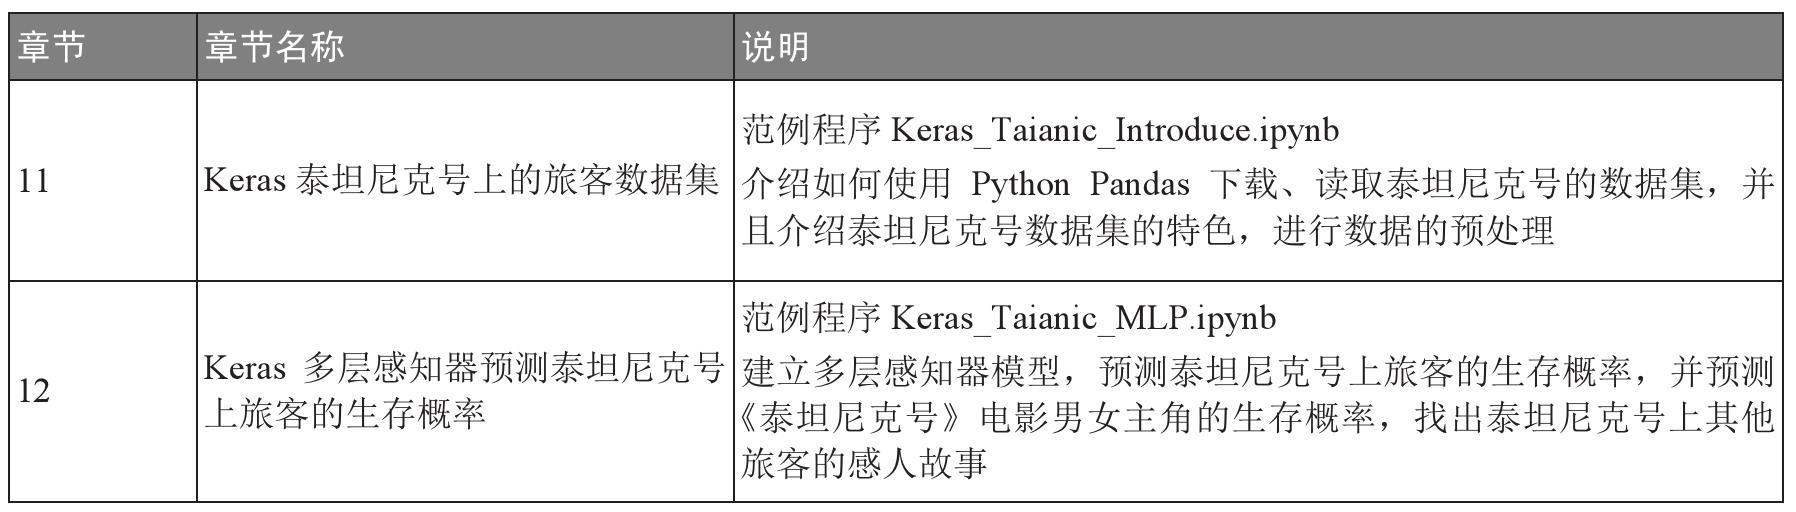 章节 章节名称 说明
范例程序 Keras_Taianic_Introduce.ipynb
11 Keras 泰坦尼克号上的旅客数据集 介绍如何使用 Python Pandas 下载、读取泰坦尼克号的数据集，并
且介绍泰坦尼克号数据集的特色，进行数据的预处理
范例程序 Keras_Taianic_MLP.ipynb
12
Keras 多层感知器预测泰坦尼克号
上旅客的生存概率
建立多层感知器模型，预测泰坦尼克号上旅客的生存概率，并预测
《泰坦尼克号》电影男女主角的生存概率，找出泰坦尼克号上其他
旅客的感人故事